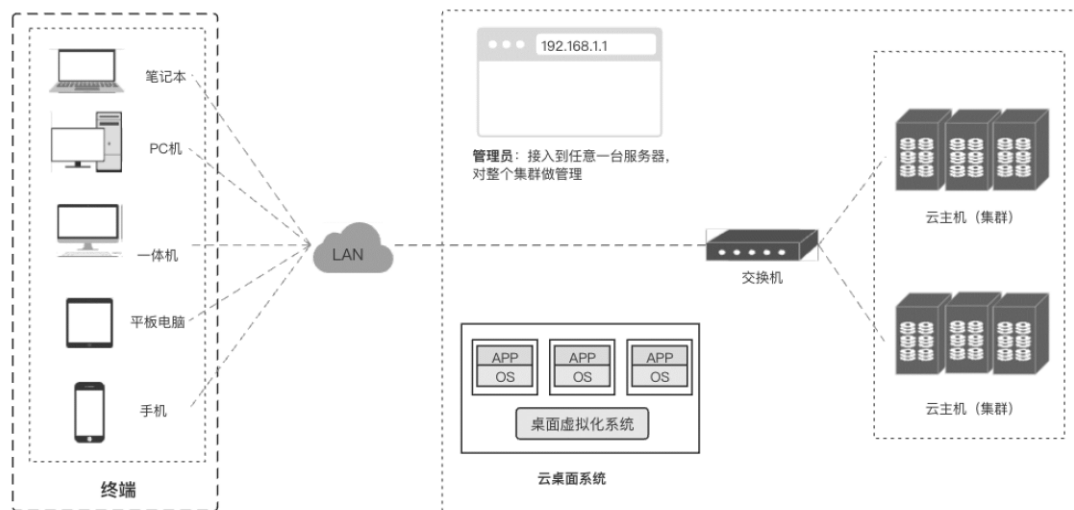 笔记本
PC机
一体机
平板电脑
手机
终端
LAN
192.168.1.1
管理员：接入到任意一台服务器，
对整个集群做管理
交换机
云主机（集群）
云主机（集群）
APP APP APP
OS OS OS
桌面虚拟化系统
云桌面系统